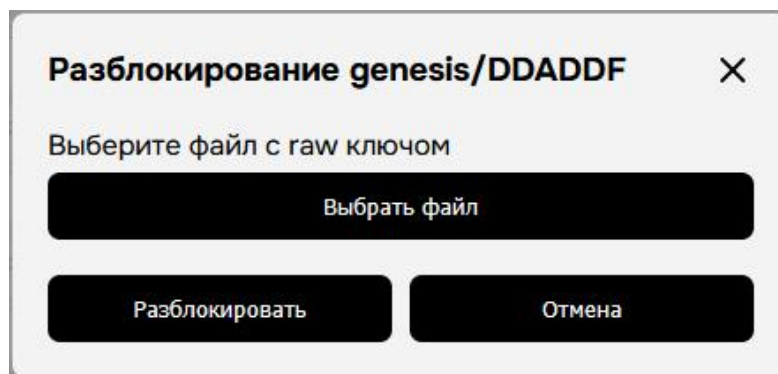 Разблокирование genesis/DDADDF
Выберите файл с raw ключом
Выбрать файл
Разблокировать
Отмена